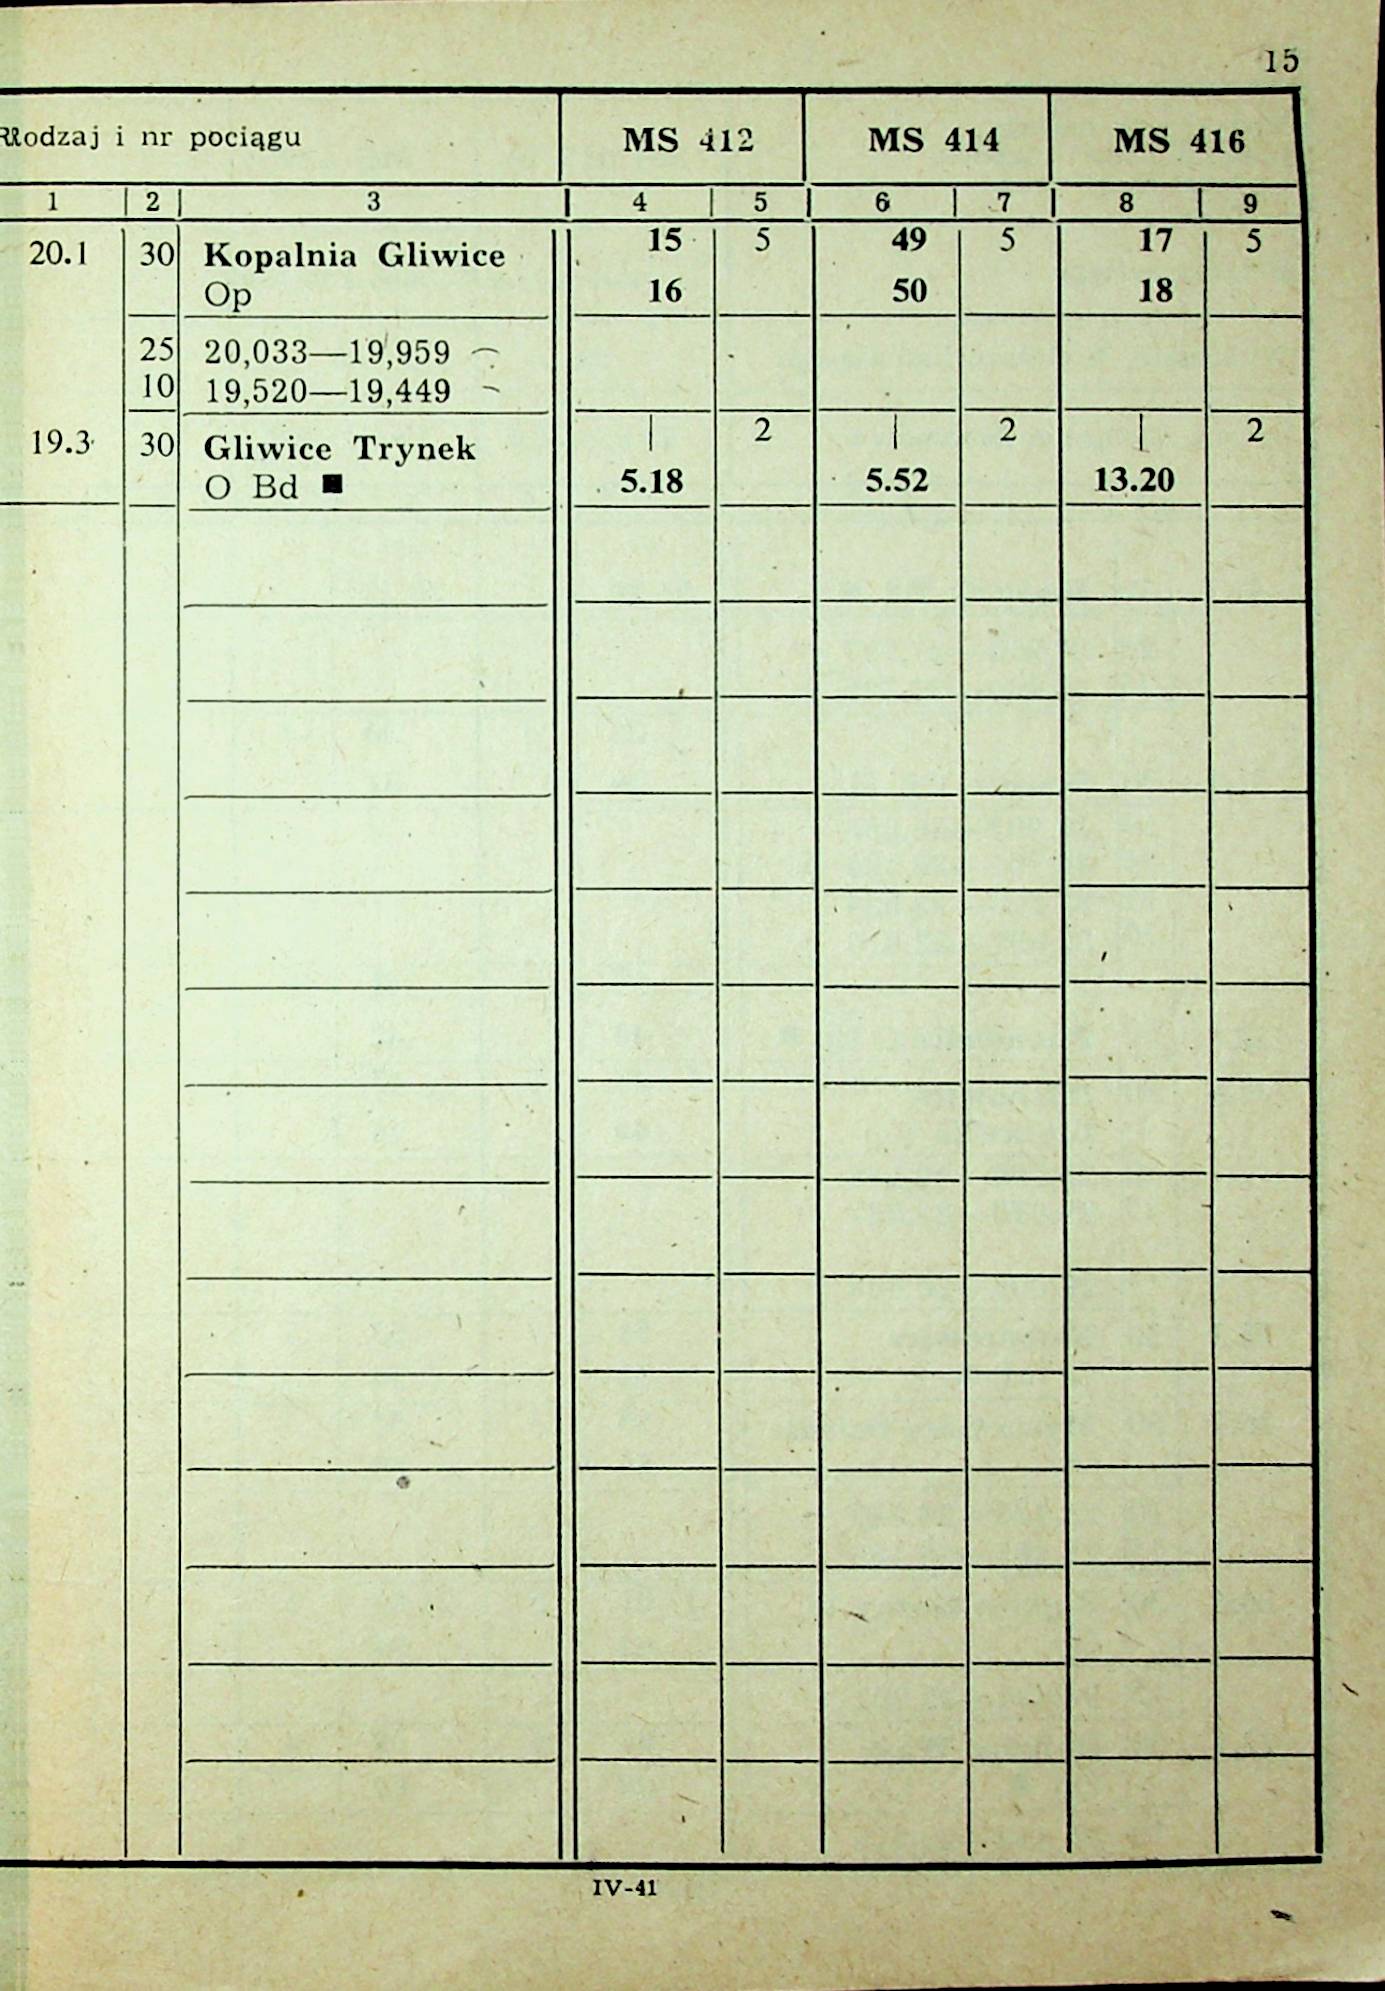 15
Rodzaj i nr pociągu MS 412 MS 414 MS 416
1 2 3 4 5 6 7 8 9
20.1 30 Kopalnia Gliwice 15 5 49 5 17 5
Op 16 50 18
25 20,033—19,959
10 19,520—19,449
19.3 30 Gliwice Trynek | 2 | 2 | 2
O Bd ■ 5.18 5.52 13.20
IV-41